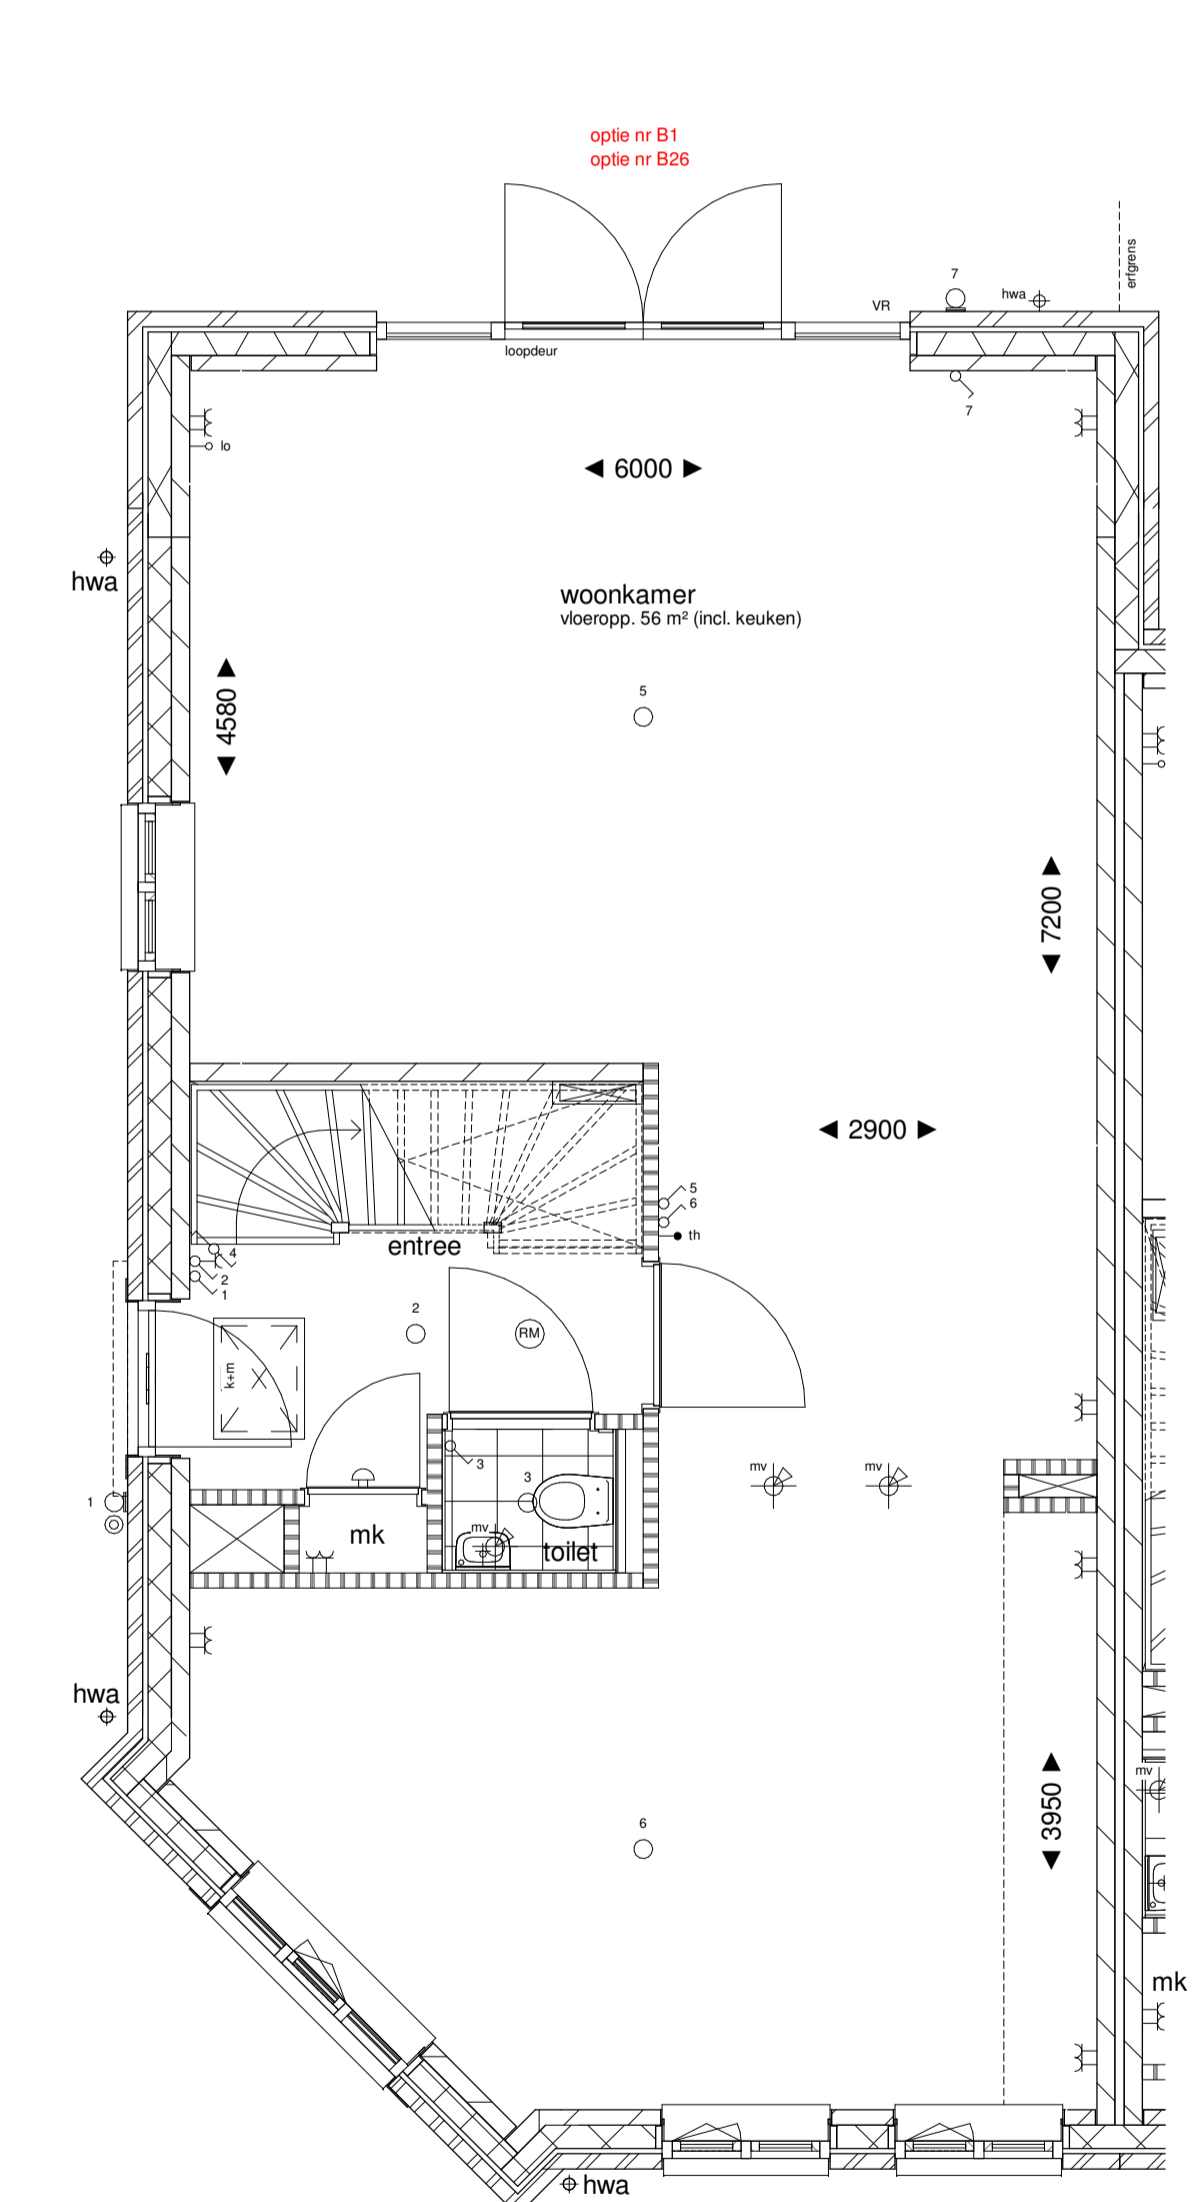 optie nr B1
optie nr B26
erfgrens
7
hwa
VR
loopdeur
7
lo
6000
hwa
woonkamer
vloeropp. 56 m² (incl. keuken)
4580
5
7200
2900
5
6
th
entree
4
2
1
2
RM
k+m
3
3
mv
mv
1
mk
mv
toilet
hwa
mv
3950
6
mk
hwa